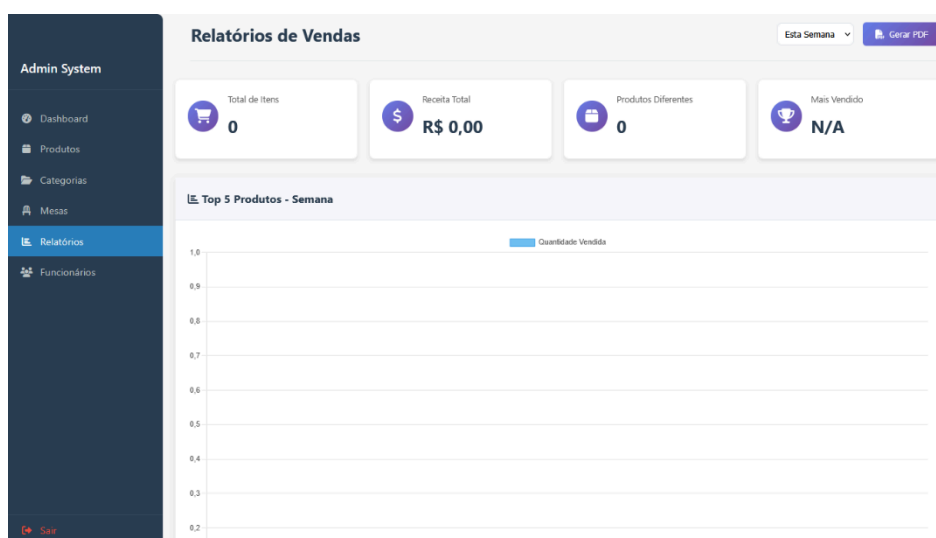 Admin System
Dashboard
Produtos
Categorias
Mesas
Relatórios
Funcionários
Sair
Relatórios de Vendas
Esta Semana
Gerar PDF
Total de Itens
0
Receita Total
R$ 0,00
Produtos Diferentes
0
Mais Vendido
N/A
Top 5 Produtos - Semana
Quantidade Vendida
1,0
0,9
0,8
0,7
0,6
0,5
0,4
0,3
0,2